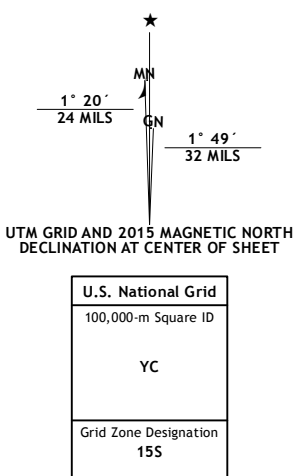 ★
MN
1° 20´
24 MILS
GN
1° 49´
32 MILS
UTM GRID AND 2015 MAGNETIC NORTH
DECLINATION AT CENTER OF SHEET
U.S. National Grid
100,000-m Square ID
YC
Grid Zone Designation
15S